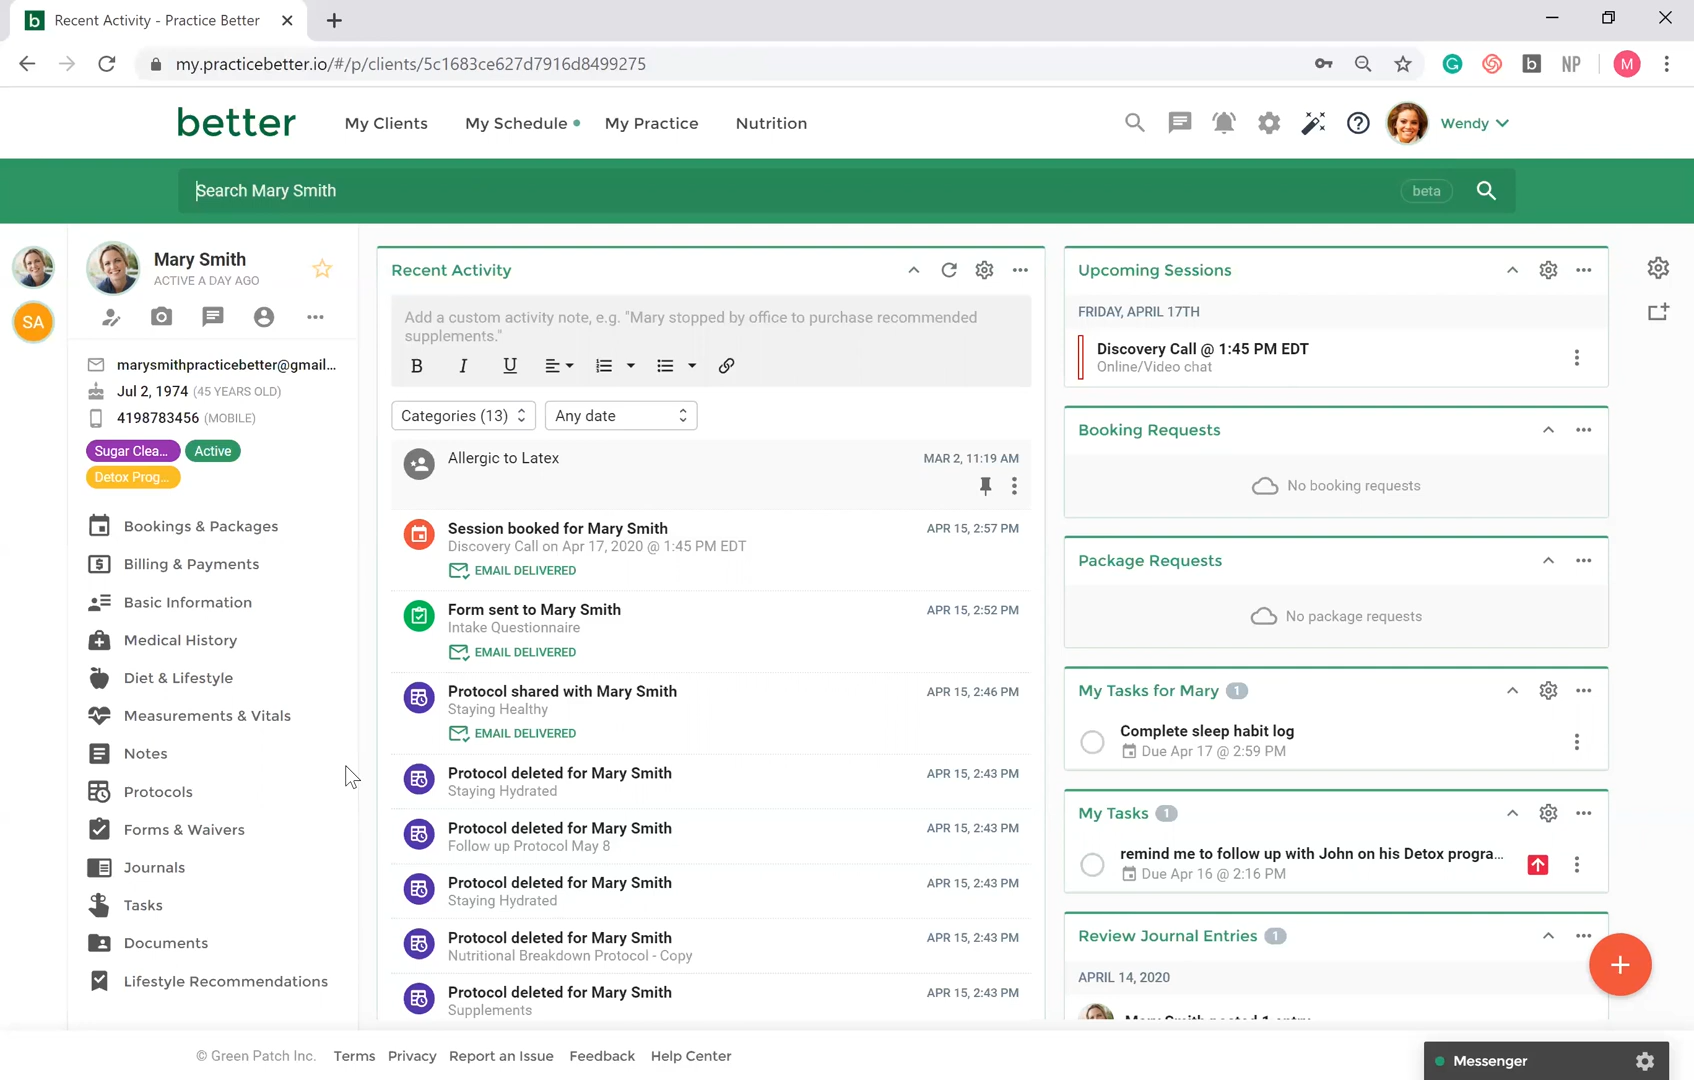 b Recent Activity - Practice Better
my.practicebetter.io/#/p/clients/5c1683ce627d7916d8499275
b NP M
better My Clients My Schedule My Practice Nutrition Wendy
Search Mary Smith beta
SA
Mary Smith
ACTIVE A DAY AGO
marysmithpracticebetter@gmail...
Jul 2, 1974 (45 YEARS OLD)
4198783456 (MOBILE)
Sugar Clea... Active
Detox Prog...
Bookings & Packages
Billing & Payments
Basic Information
Medical History
Diet & Lifestyle
Measurements & Vitals
Notes
Protocols
Forms & Waivers
Journals
Tasks
Documents
Lifestyle Recommendations
Recent Activity
Add a custom activity note, e.g. "Mary stopped by office to purchase recommended
supplements."
B I U
Categories (13) Any date
Allergic to Latex MAR 2, 11:19 AM
Session booked for Mary Smith APR 15, 2:57 PM
Discovery Call on Apr 17, 2020 @ 1:45 PM EDT
EMAIL DELIVERED
Form sent to Mary Smith APR 15, 2:52 PM
Intake Questionnaire
EMAIL DELIVERED
Protocol shared with Mary Smith APR 15, 2:46 PM
Staying Healthy
EMAIL DELIVERED
Protocol deleted for Mary Smith APR 15, 2:43 PM
Staying Hydrated
Protocol deleted for Mary Smith APR 15, 2:43 PM
Follow up Protocol May 8
Protocol deleted for Mary Smith APR 15, 2:43 PM
Staying Hydrated
Protocol deleted for Mary Smith APR 15, 2:43 PM
Nutritional Breakdown Protocol - Copy
Protocol deleted for Mary Smith APR 15, 2:43 PM
Supplements
Upcoming Sessions
FRIDAY, APRIL 17TH
Discovery Call @ 1:45 PM EDT
Online/Video chat
Booking Requests
No booking requests
Package Requests
No package requests
My Tasks for Mary 1
Complete sleep habit log
Due Apr 17 @ 2:59 PM
My Tasks 1
remind me to follow up with John on his Detox progra...
Due Apr 16 @ 2:16 PM
Review Journal Entries 1
APRIL 14, 2020
Mary Smith posted 1 entry
© Green Patch Inc. Terms Privacy Report an Issue Feedback Help Center
Messenger